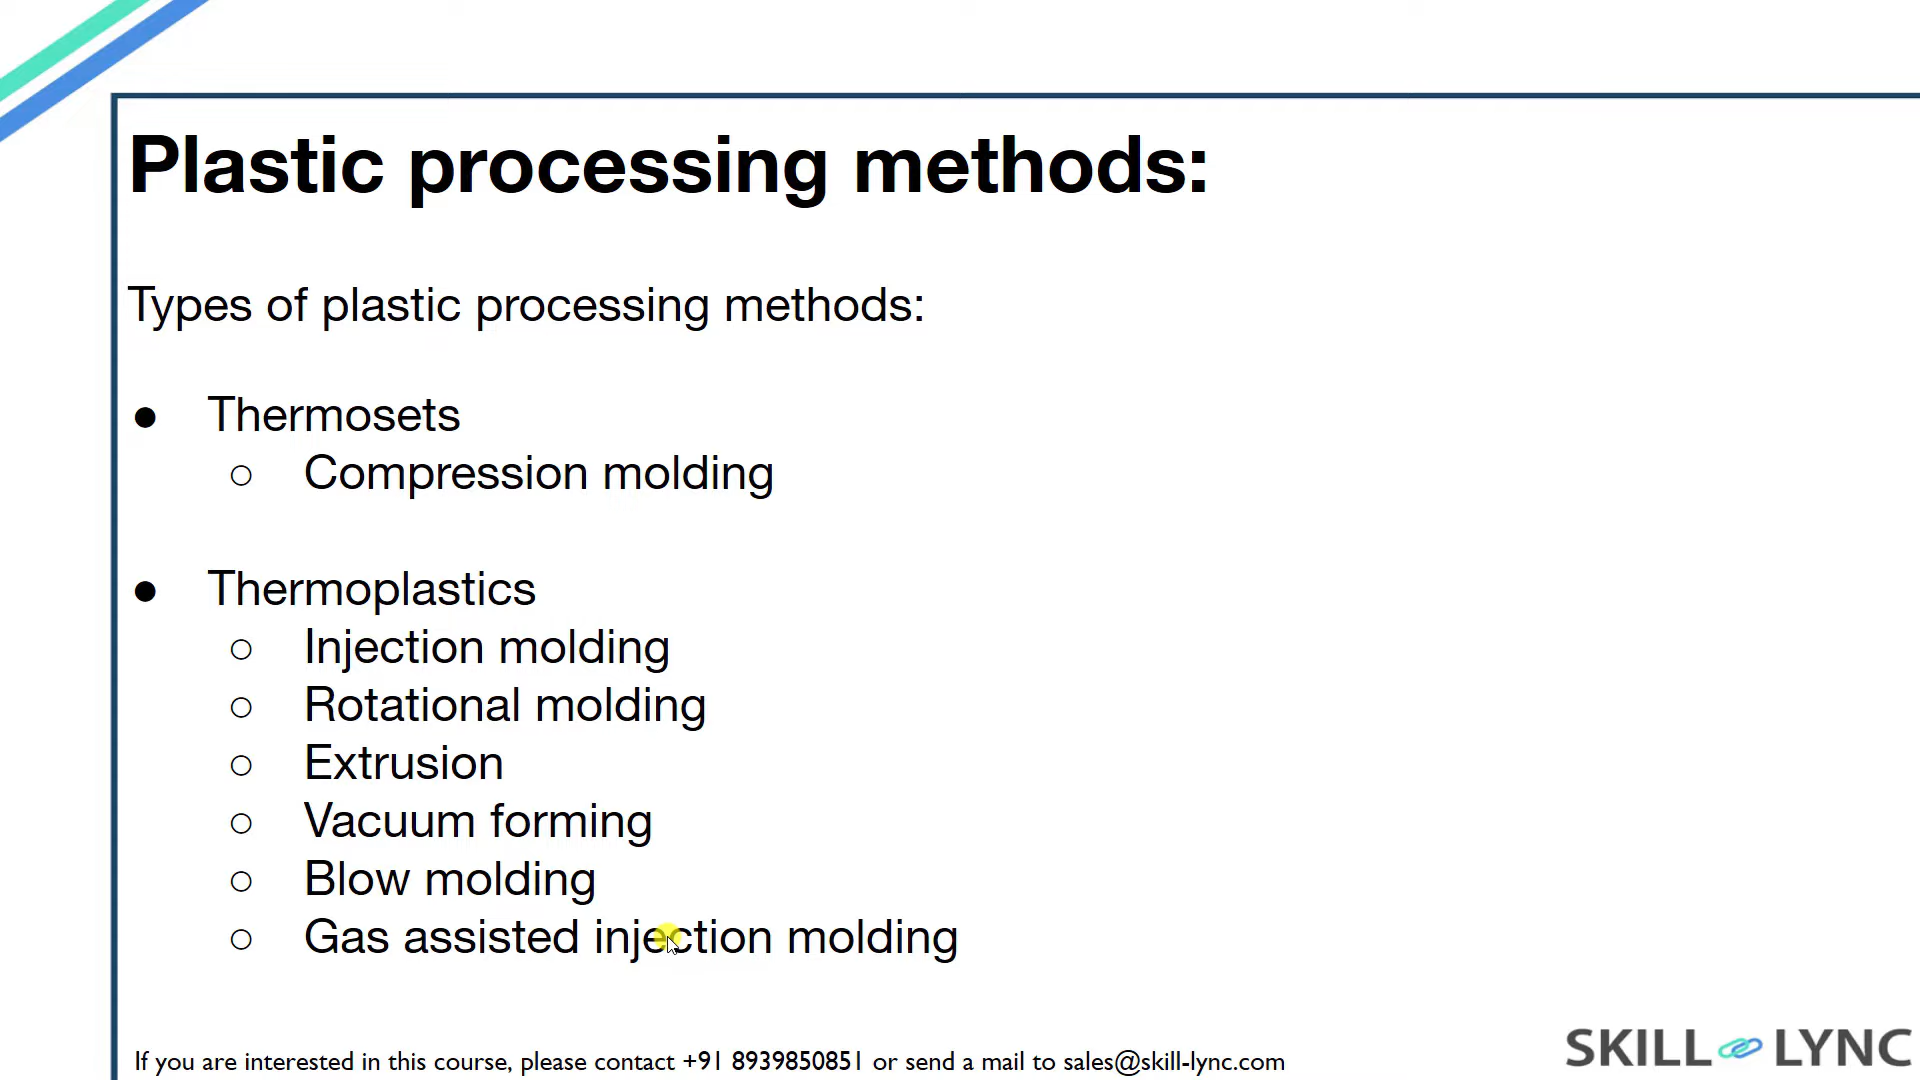 Plastic processing methods:
Types of plastic processing methods:
● Thermosets
○ Compression molding
● Thermoplastics
○ Injection molding
○ Rotational molding
○ Extrusion
○ Vacuum forming
○ Blow molding
○ Gas assisted injection molding
If you are interested in this course, please contact +91 8939850851 or send a mail to sales@skill-lync.com
SKILL LYNC